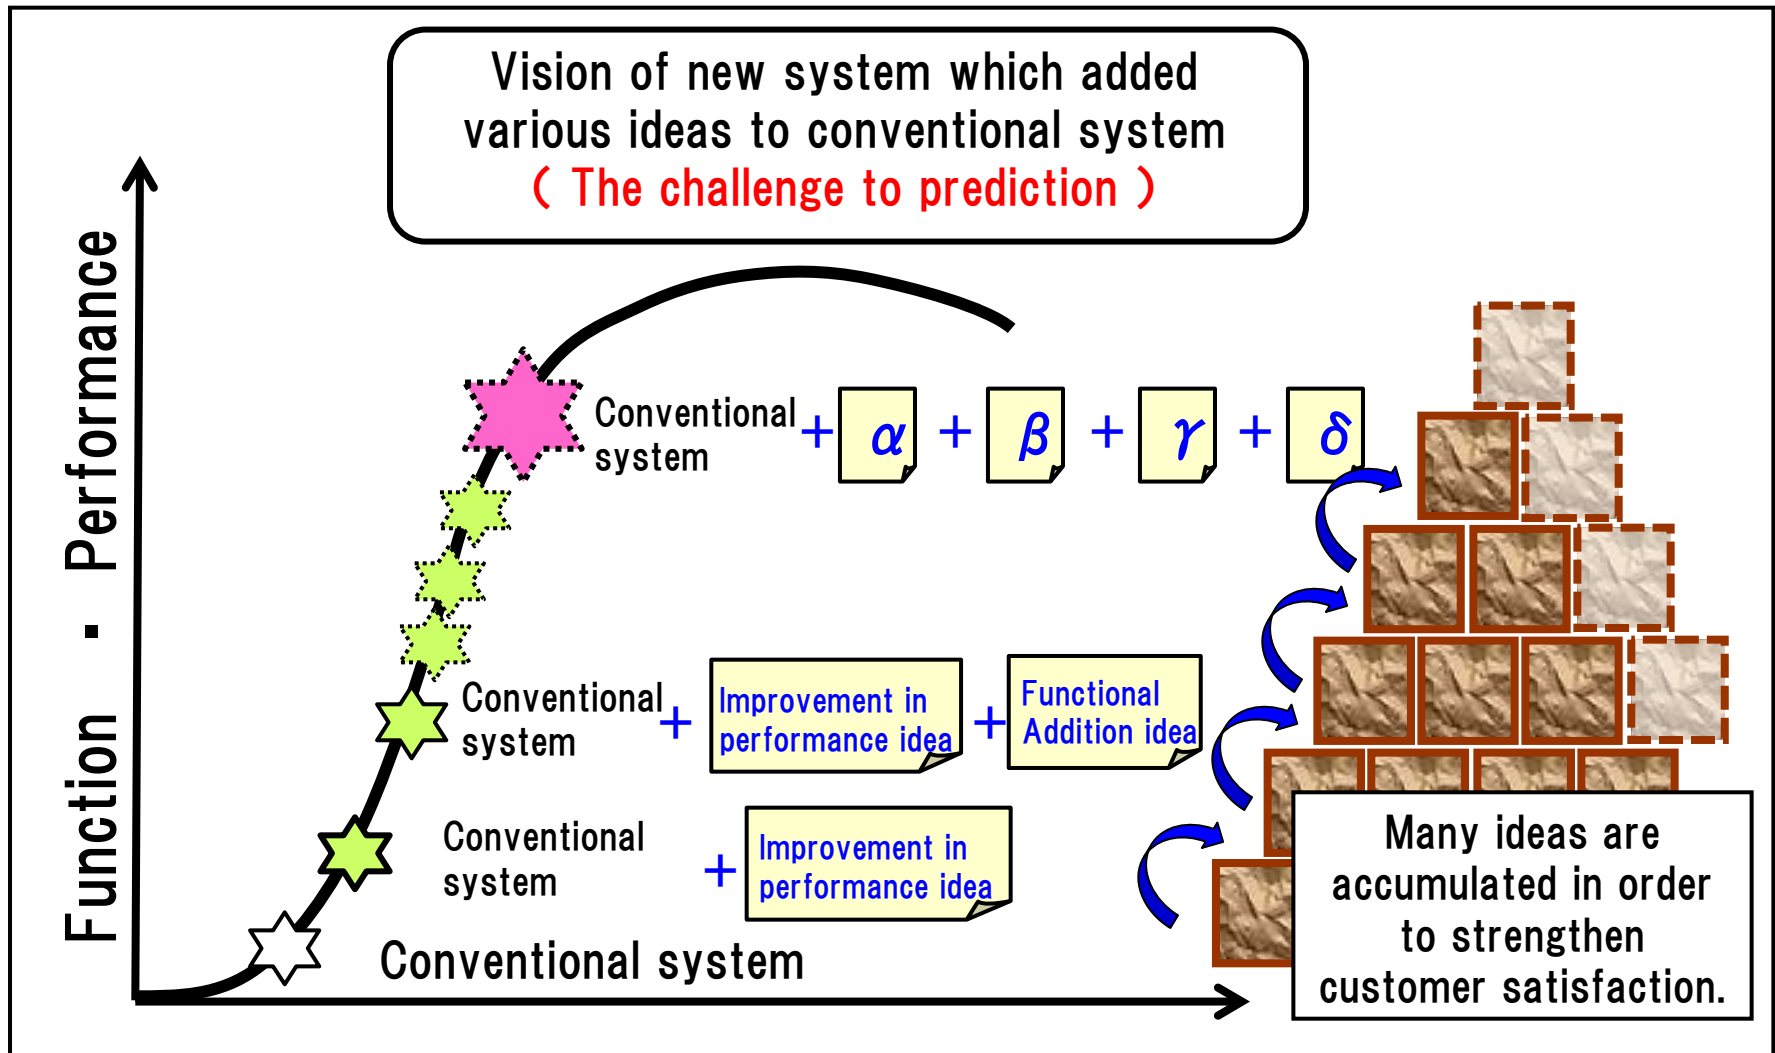 Vision of new system which added
various ideas to conventional system
( The challenge to prediction )
Function ・ Performance
Conventional
system
+ α + β + γ + δ
Conventional
system
+
Improvement in
performance idea
+
Functional
Addition idea
Conventional
system
+
Improvement in
performance idea
Conventional system
Many ideas are
accumulated in order
to strengthen
customer satisfaction.